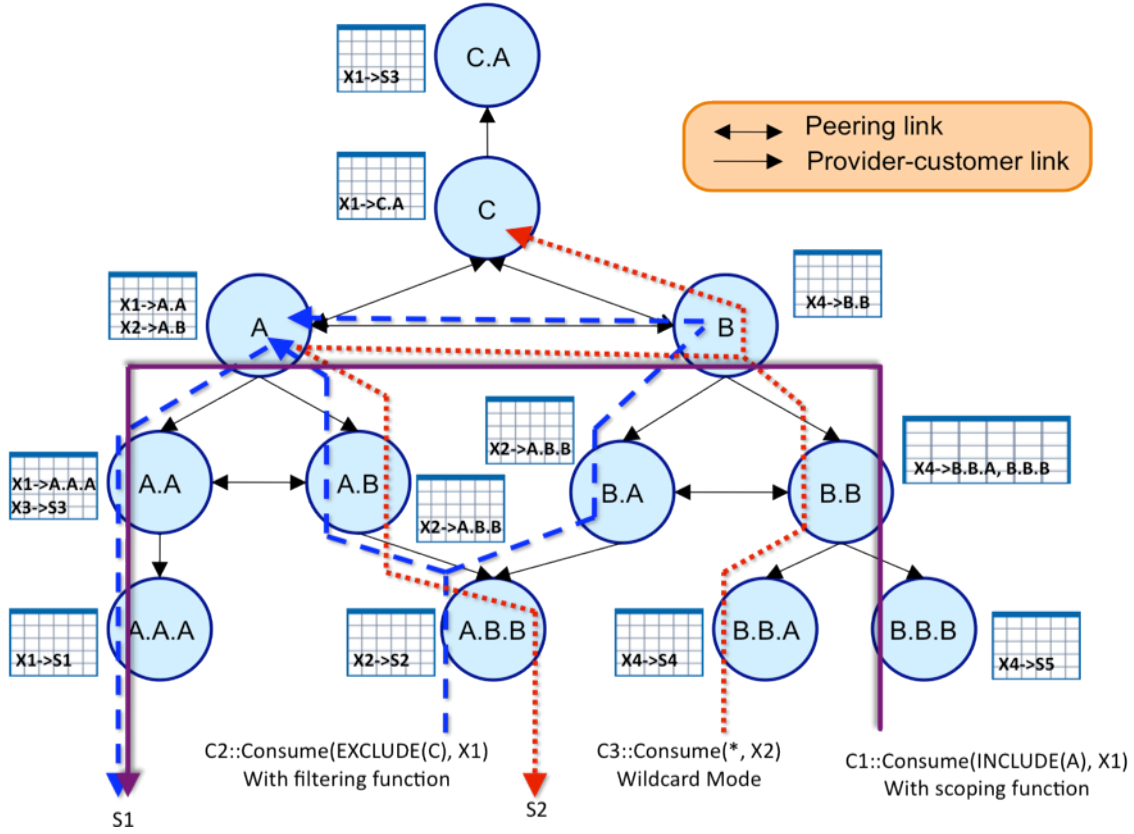 C.A
X1->S3
Peering link
Provider-customer link
X1->C.A
C
X4->B.B
X1->A.A
X2->A.B
A
B
X2->A.B.B
X4->B.B.A, B.B.B
X1->A.A.A
X3->S3
A.A
A.B
X2->A.B.B
B.A
B.B
X1->S1
A.A.A
X2->S2
A.B.B
X4->S4
B.B.A
B.B.B
X4->S5
C2::Consume(EXCLUDE(C), X1)
With filtering function
C3::Consume(*, X2)
Wildcard Mode
C1::Consume(INCLUDE(A), X1)
With scoping function
S1
S2